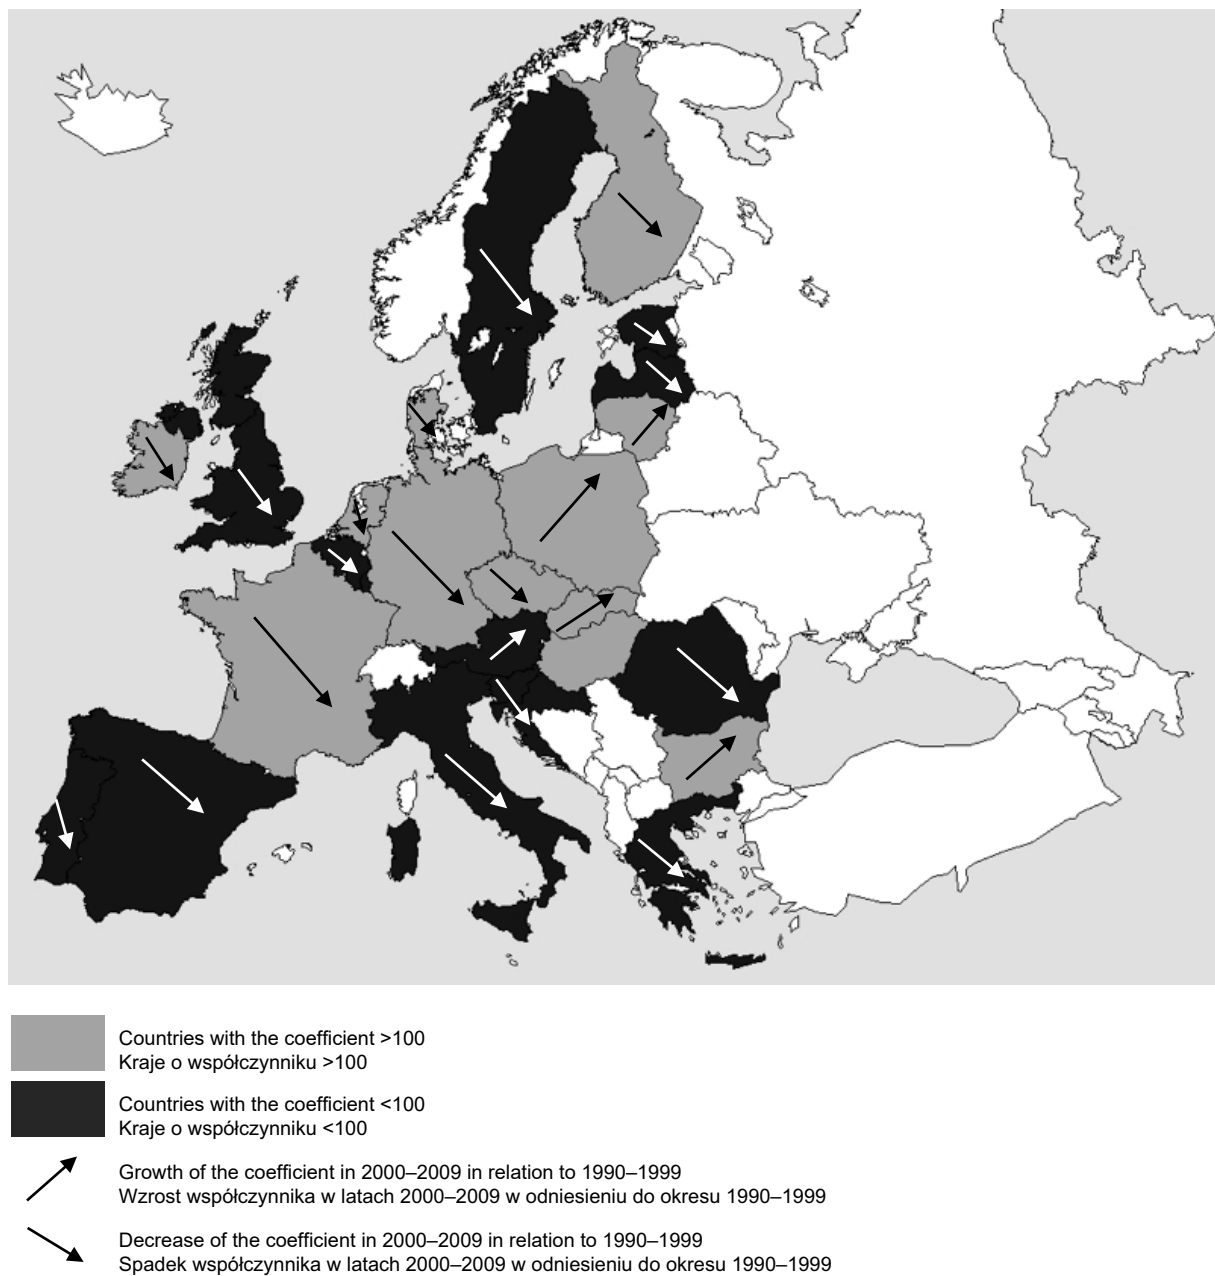 Countries with the coefficient >100
Kraje o współczynniku >100
Countries with the coefficient <100
Kraje o współczynniku <100
Growth of the coefficient in 2000–2009 in relation to 1990–1999
Wzrost współczynnika w latach 2000–2009 w odniesieniu do okresu 1990–1999
Decrease of the coefficient in 2000–2009 in relation to 1990–1999
Spadek współczynnika w latach 2000–2009 w odniesieniu do okresu 1990–1999